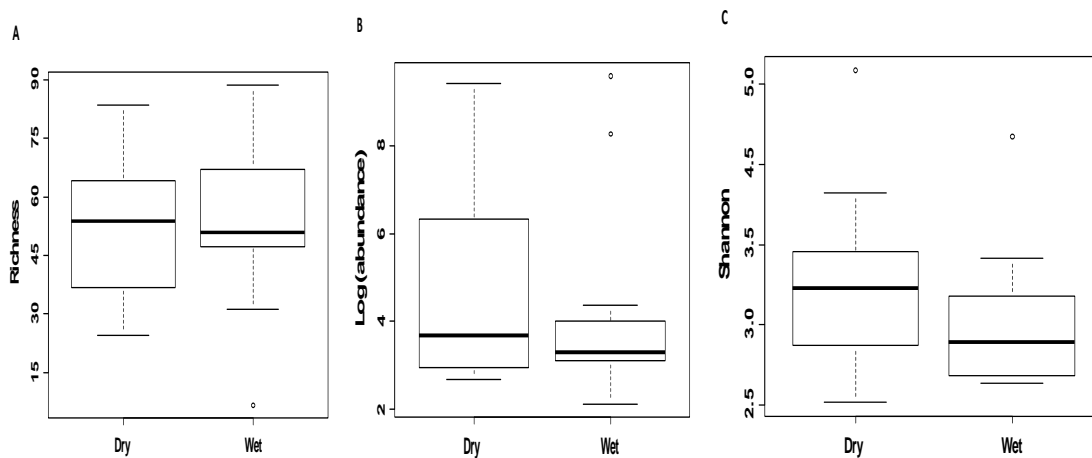 A
Richness
90
75
60
45
30
15
Dry
Wet
B
Log(abundance)
8
6
4
2
Dry
Wet
C
Shannon
5.0
4.5
3.5
3.0
2.5
Dry
Wet